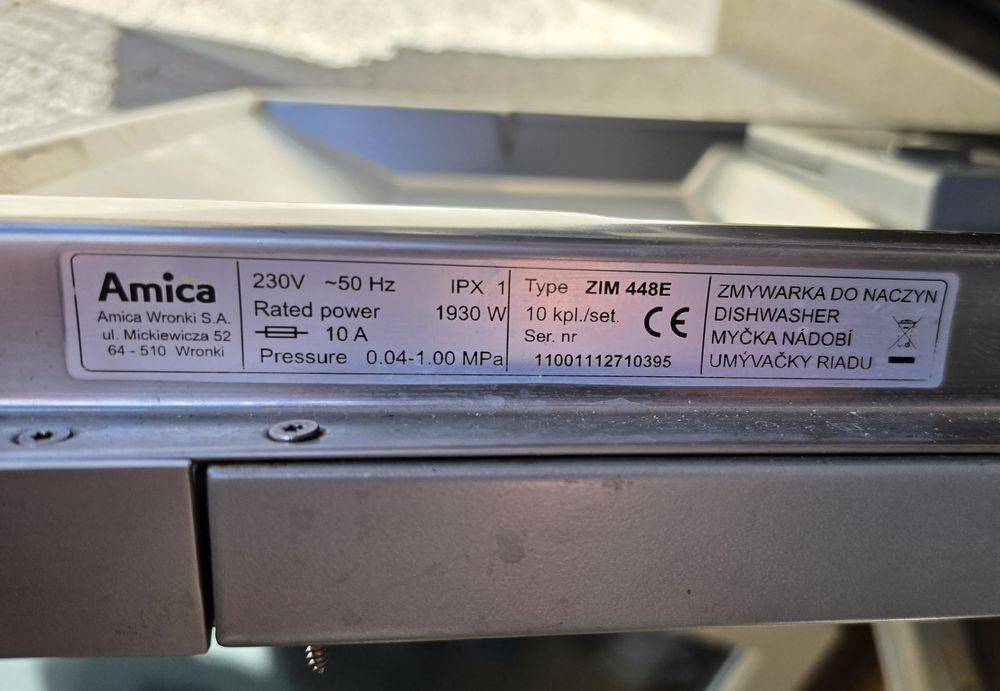 Amica
Amica Wronki S.A.
ul. Mickiewicza 52
64 - 510 Wronki
230V ~50 Hz IPX 1
Rated power 1930 W
10 A
Pressure 0.04-1.00 MPa
Type ZIM 448E
10 kpl./set. CE
Ser. nr
11001112710395
ZMYWARKA DO NACZYN
DISHWASHER
MYČKA NÁDOBÍ
UMÝVAČKY RIADU